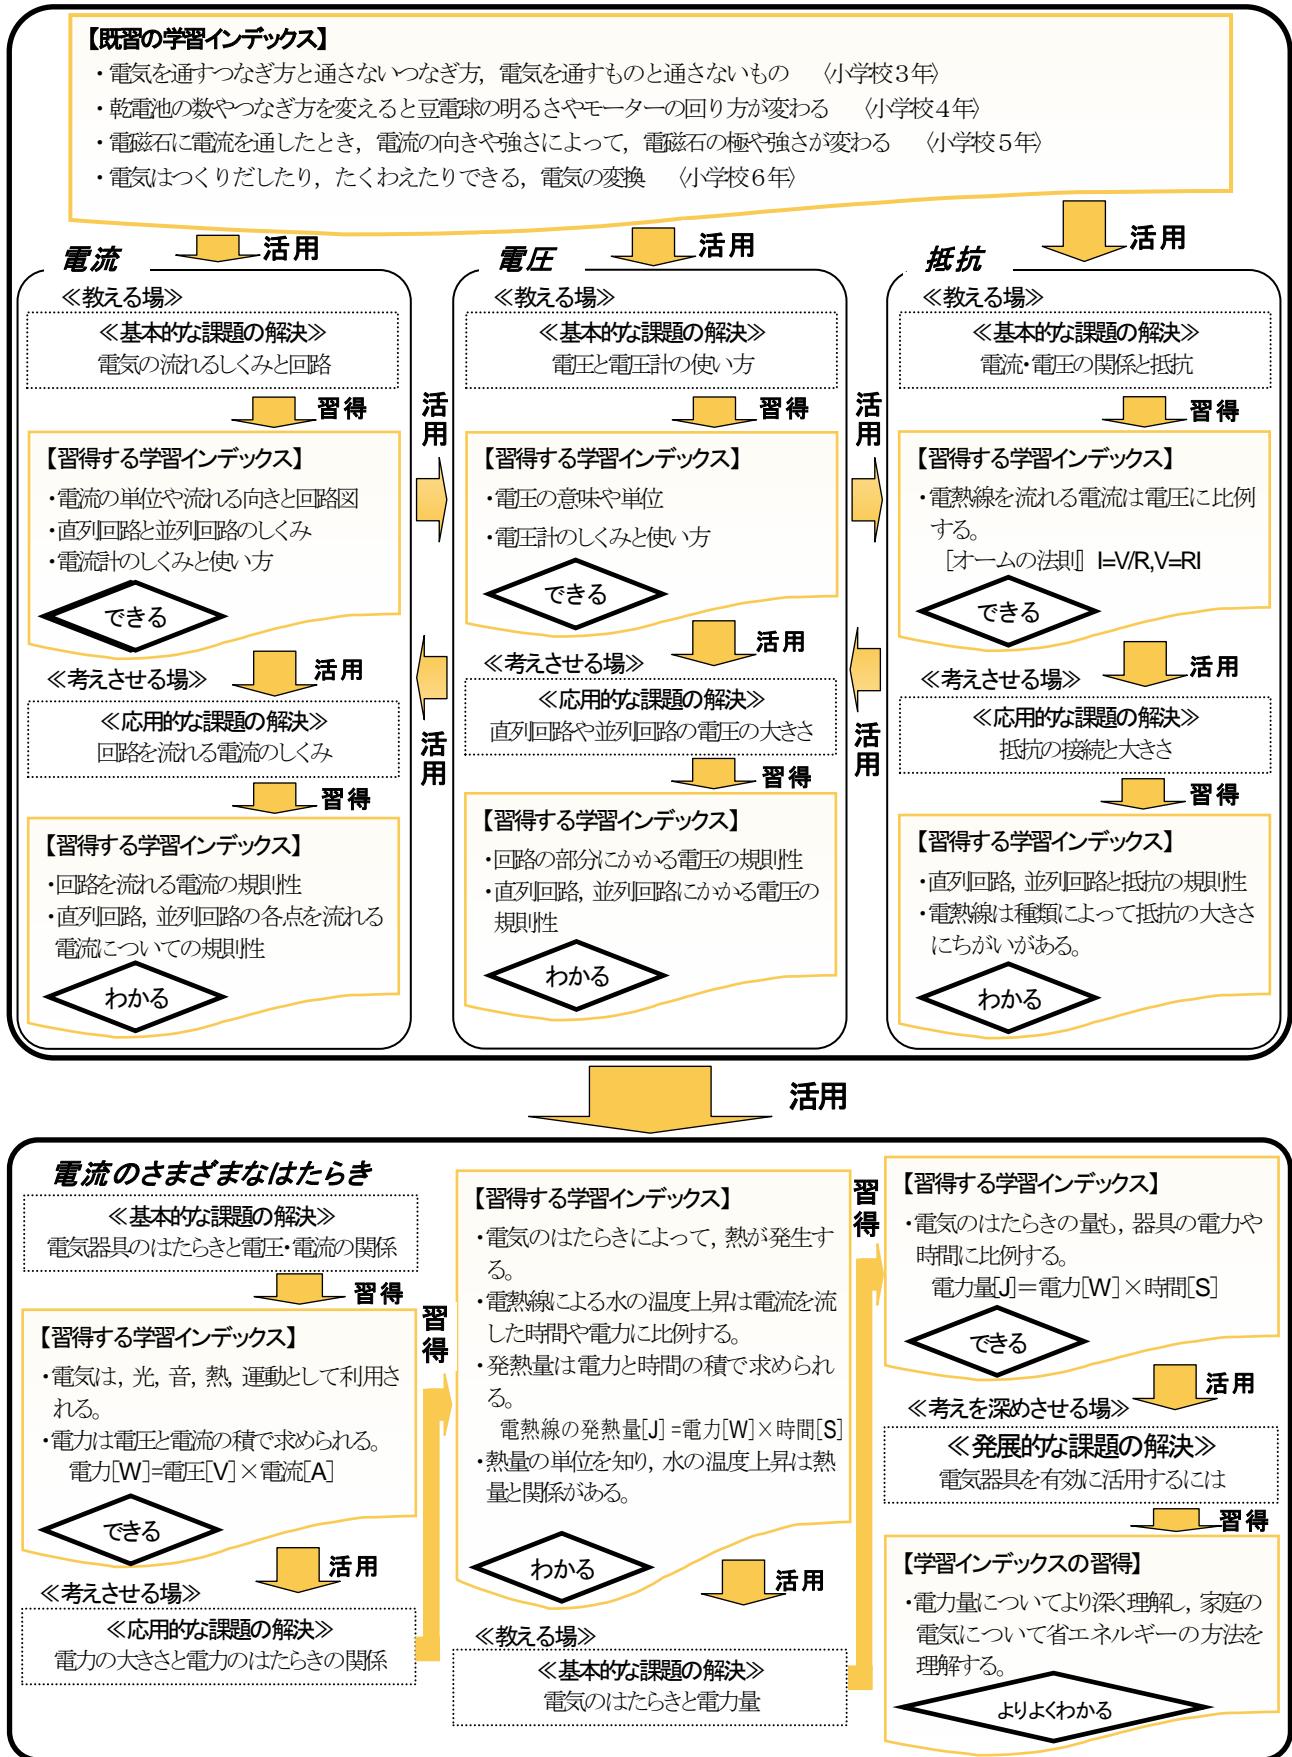 【既習の学習インデックス】
・電気を通すつなぎ方と通さないつなぎ方，電気を通すものと通さないもの　〈小学校３年〉
・乾電池の数やつなぎ方を変えると豆電球の明るさやモーターの回り方が変わる　〈小学校４年〉
・電磁石に電流を通したとき，電流の向きや強さによって，電磁石の極や強さが変わる　〈小学校５年〉
・電気はつくりだしたり，たくわえたりできる，電気の変換　〈小学校６年〉
活用
活用
活用
電流
≪教える場≫
≪基本的な課題の解決≫
電気の流れるしくみと回路
習得
【習得する学習インデックス】
・電流の単位や流れる向きと回路図
・直列回路と並列回路のしくみ
・電流計のしくみと使い方
できる
活用
≪考えさせる場≫
≪応用的な課題の解決≫
回路を流れる電流のしくみ
習得
【習得する学習インデックス】
・回路を流れる電流の規則性
・直列回路，並列回路の各点を流れる
電流についての規則性
わかる
活用
活用
電圧
≪教える場≫
≪基本的な課題の解決≫
電圧と電圧計の使い方
習得
【習得する学習インデックス】
・電圧の意味や単位
・電圧計のしくみと使い方
できる
活用
≪考えさせる場≫
≪応用的な課題の解決≫
直列回路や並列回路の電圧の大きさ
習得
【習得する学習インデックス】
・回路の部分にかかる電圧の規則性
・直列回路，並列回路にかかる電圧の
規則性
わかる
活用
活用
抵抗
≪教える場≫
≪基本的な課題の解決≫
電流・電圧の関係と抵抗
習得
【習得する学習インデックス】
・電熱線を流れる電流は電圧に比例
する。
［オームの法則］I=V/R,V=RI
できる
活用
≪考えさせる場≫
≪応用的な課題の解決≫
抵抗の接続と大きさ
習得
【習得する学習インデックス】
・直列回路，並列回路と抵抗の規則性
・電熱線は種類によって抵抗の大きさ
にちがいがある。
わかる
活用
電流のさまざまなはたらき
≪基本的な課題の解決≫
電気器具のはたらきと電圧・電流の関係
習得
【習得する学習インデックス】
・電気は，光，音，熱，運動として利用さ
れる。
・電力は電圧と電流の積で求められる。
電力[W]=電圧[V]×電流[A]
できる
活用
≪考えさせる場≫
≪応用的な課題の解決≫
電力の大きさと電力のはたらきの関係
習得
【習得する学習インデックス】
・電気のはたらきによって，熱が発生す
る。
・電熱線による水の温度上昇は電流を流
した時間や電力に比例する。
・発熱量は電力と時間の積で求められ
る。
電熱線の発熱量[J]=電力[W]×時間[S]
・熱量の単位を知り，水の温度上昇は熱
量と関係がある。
わかる
活用
≪教える場≫
≪基本的な課題の解決≫
電気のはたらきと電力量
習得
【習得する学習インデックス】
・電気のはたらきの量も，器具の電力や
時間に比例する。
電力量[J]＝電力[W]×時間[S]
できる
活用
≪考えを深めさせる場≫
≪発展的な課題の解決≫
電気器具を有効に活用するには
習得
【学習インデックスの習得】
・電力量についてより深く理解し，家庭の
電気について省エネルギーの方法を
理解する。
よりよくわかる